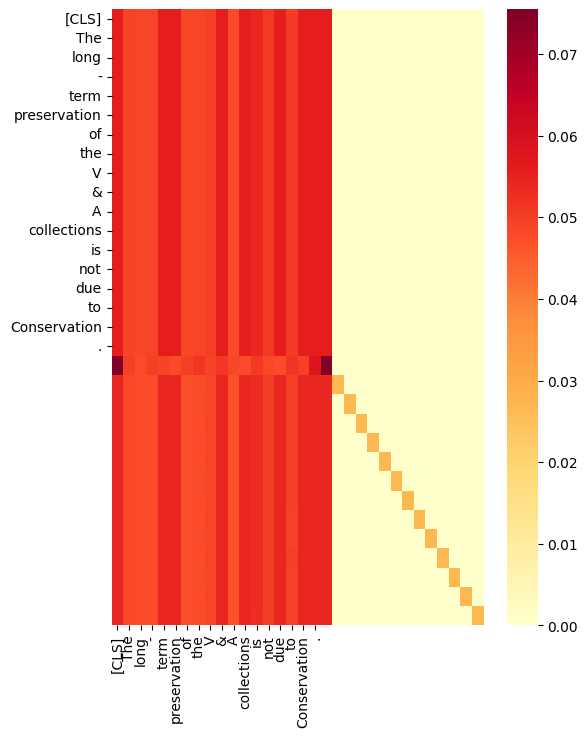 [CLS]
The
long
-
term
preservation
of
the
V
&
A
collections
is
not
due
to
Conservation
.
0.07
0.06
0.05
0.04
0.03
0.02
0.01
0.00
[CLS]
The
long
-
term
preservation
of
the
V
&
A
collections
is
not
due
to
Conservation
.